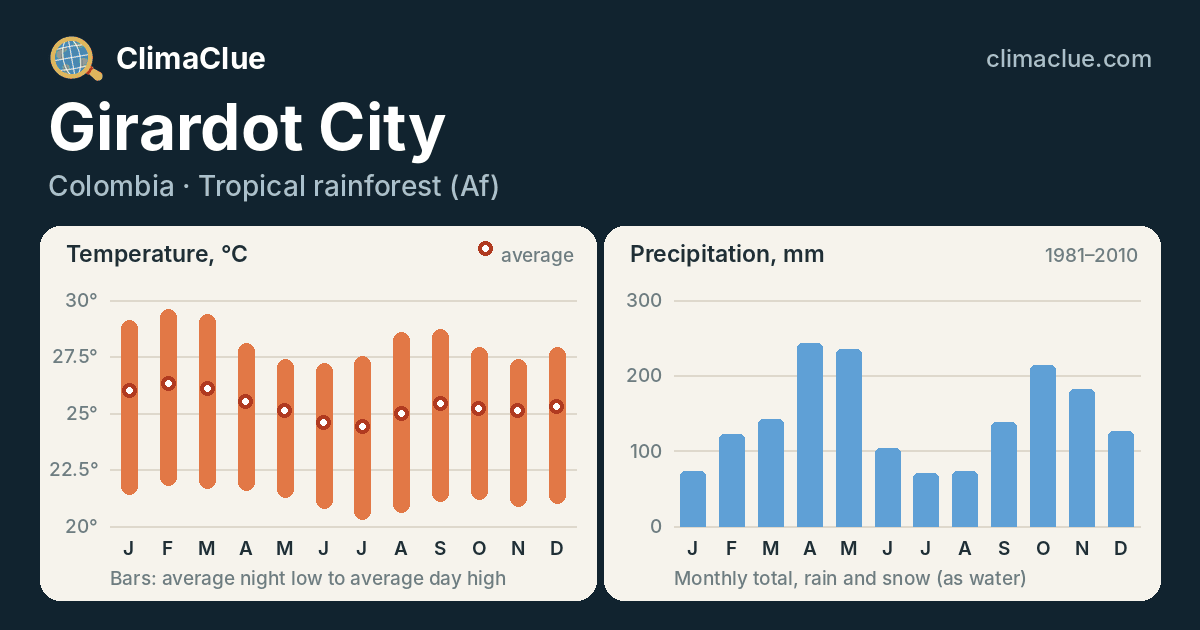 ClimaClue
climaclue.com
Girardot City
Colombia · Tropical rainforest (Af)
Temperature, °C
average
30°
27.5°
25°
22.5°
20°
J F M A M J J A S O N D
Bars: average night low to average day high
Precipitation, mm
1981–2010
300
200
100
0
J F M A M J J A S O N D
Monthly total, rain and snow (as water)